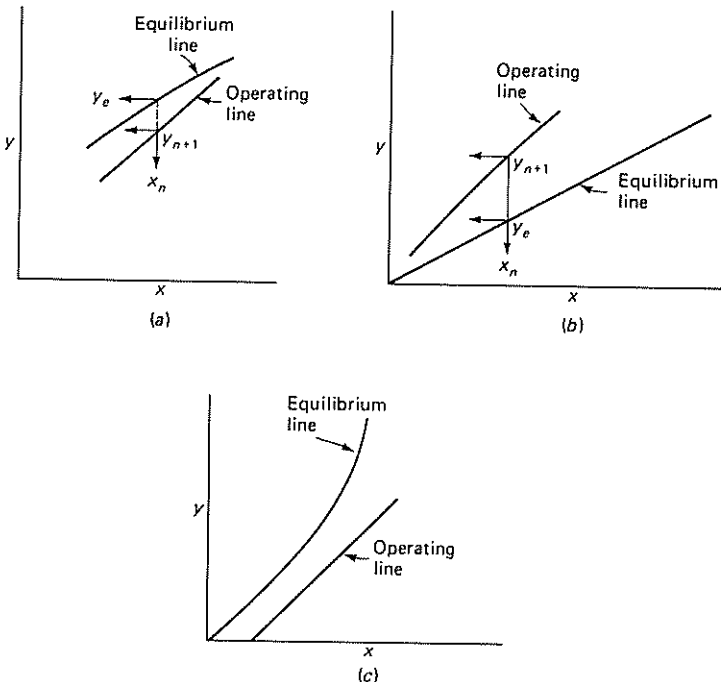 Equilibrium
line
y_e
Operating
line
y_{n+1}
x_n
y
x
(a)
Operating
line
y_{n+1}
y
Equilibrium
line
y_e
x_n
x
(b)
Equilibrium
line
y
Operating
line
x
(c)